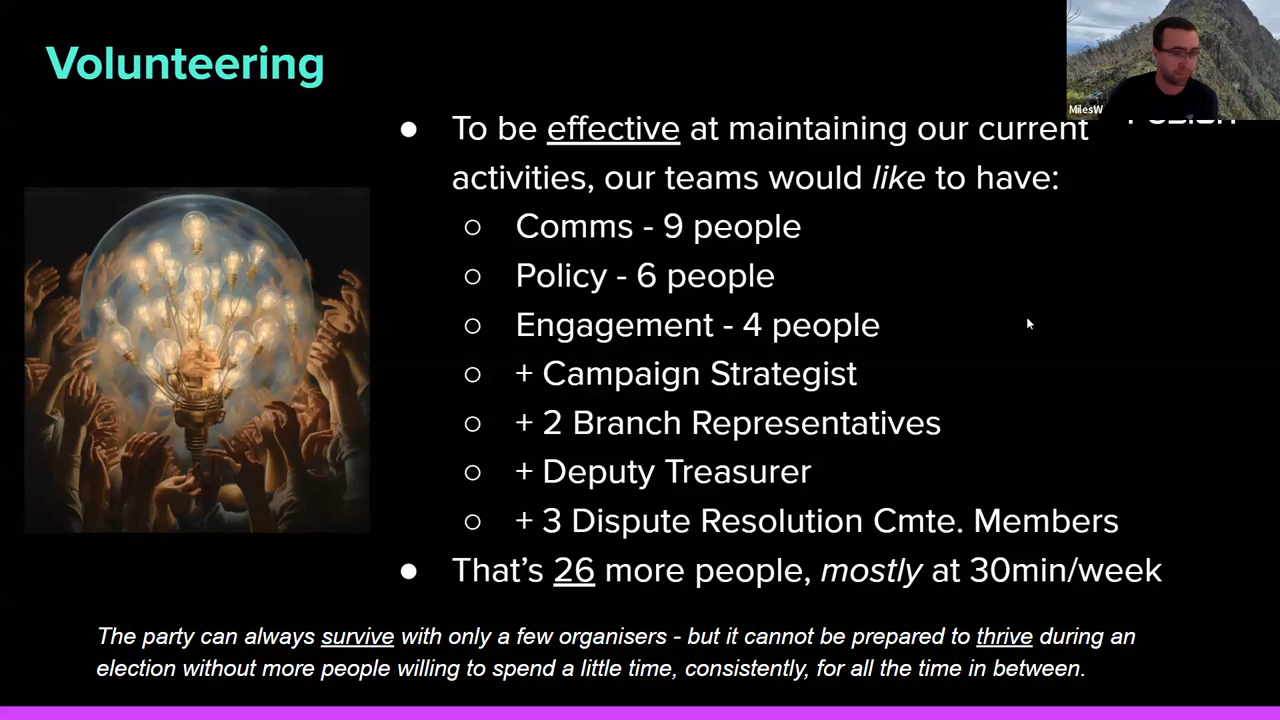 Volunteering
MilesW
● To be effective at maintaining our current
activities, our teams would like to have:
○ Comms - 9 people
○ Policy - 6 people
○ Engagement - 4 people
○ + Campaign Strategist
○ + 2 Branch Representatives
○ + Deputy Treasurer
○ + 3 Dispute Resolution Cmte. Members
● That's 26 more people, mostly at 30min/week
The party can always survive with only a few organisers - but it cannot be prepared to thrive during an
election without more people willing to spend a little time, consistently, for all the time in between.